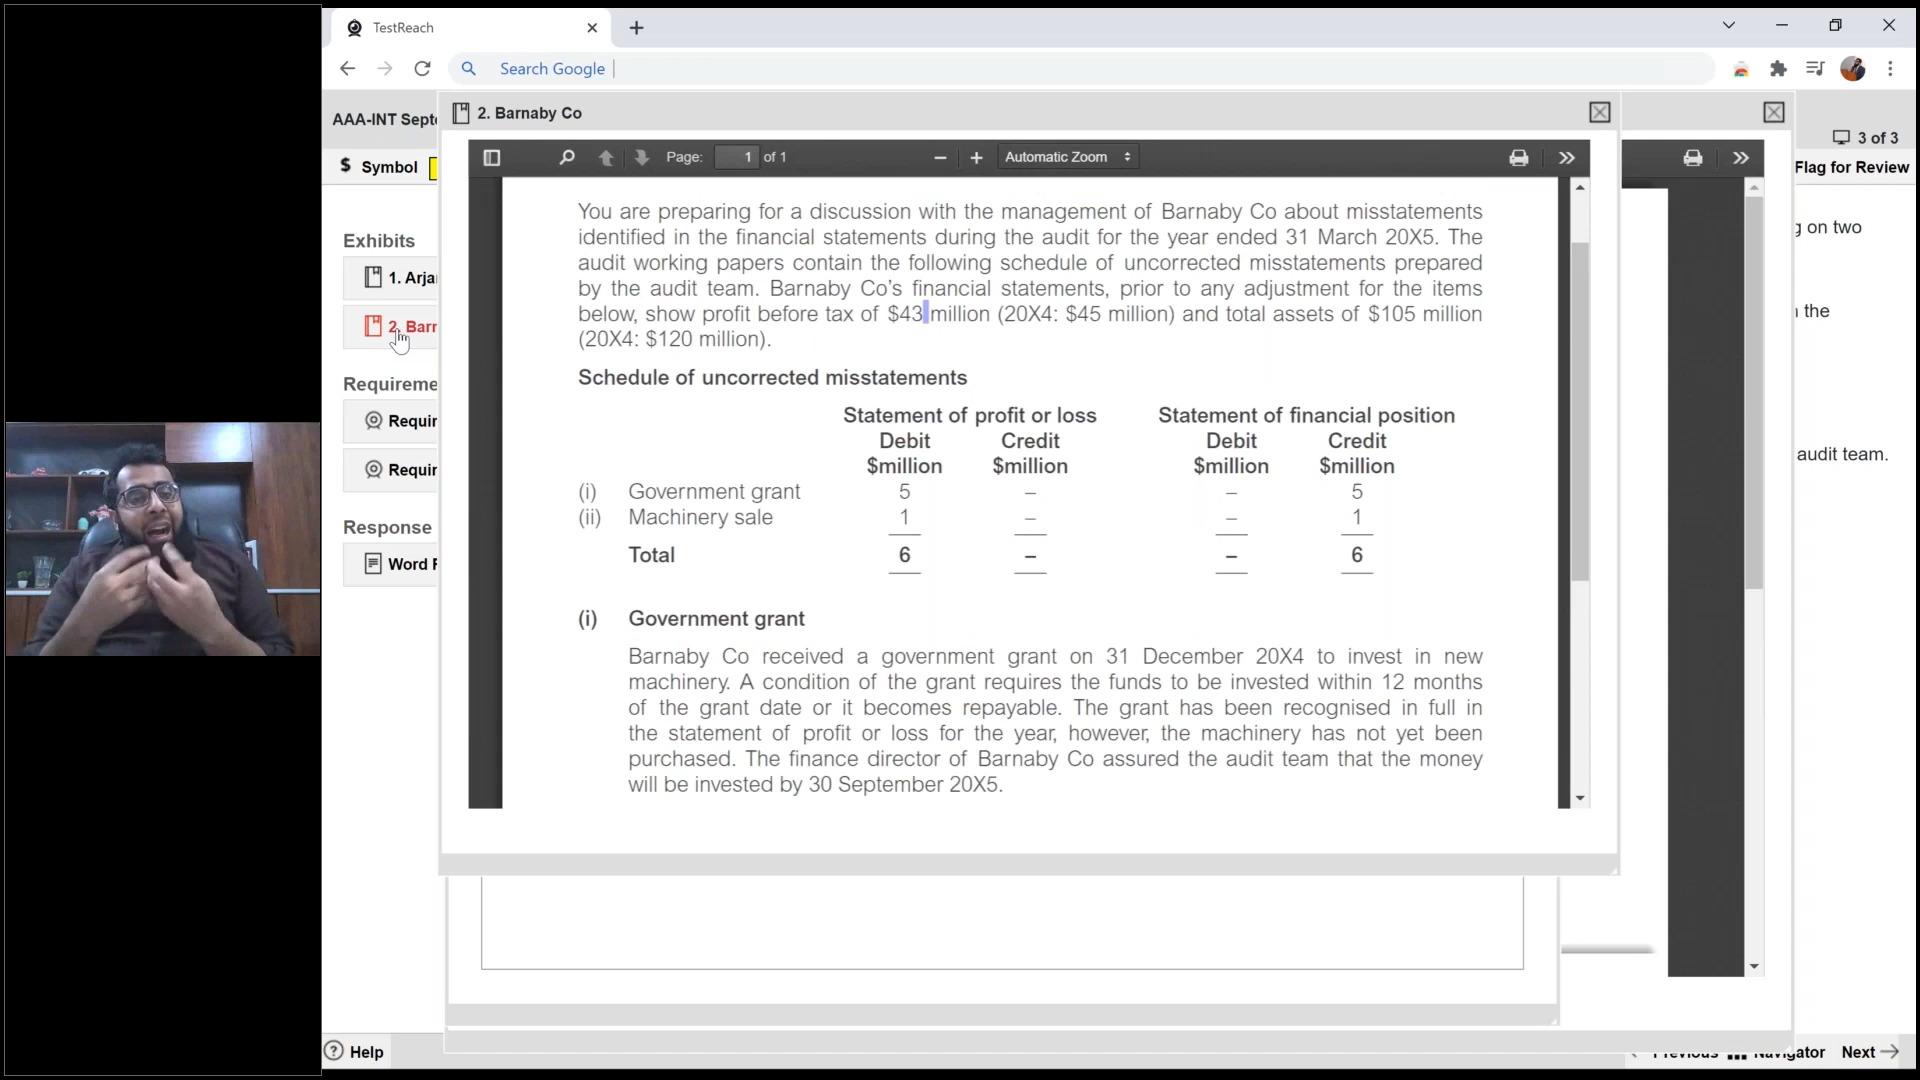 TestReach
Search Google
AAA-INT Septe
3 of 3
$ Symbol
Flag for Review
Exhibits
1. Arja
2. Barn
Requireme
Requir
Requir
Response
Word
Help
2. Barnaby Co
Page: 1 of 1
Automatic Zoom
You are preparing for a discussion with the management of Barnaby Co about misstatements
identified in the financial statements during the audit for the year ended 31 March 20X5. The
audit working papers contain the following schedule of uncorrected misstatements prepared
by the audit team. Barnaby Co's financial statements, prior to any adjustment for the items
below, show profit before tax of $43 million (20X4: $45 million) and total assets of $105 million
(20X4: $120 million).
Schedule of uncorrected misstatements
Statement of profit or loss Statement of financial position
Debit Credit Debit Credit
$million $million $million $million
(i) Government grant 5 – – 5
(ii) Machinery sale 1 – – 1
Total 6 – – 6
(i) Government grant
Barnaby Co received a government grant on 31 December 20X4 to invest in new
machinery. A condition of the grant requires the funds to be invested within 12 months
of the grant date or it becomes repayable. The grant has been recognised in full in
the statement of profit or loss for the year, however, the machinery has not yet been
purchased. The finance director of Barnaby Co assured the audit team that the money
will be invested by 30 September 20X5.
g on two
the
audit team.
Previous Navigator Next